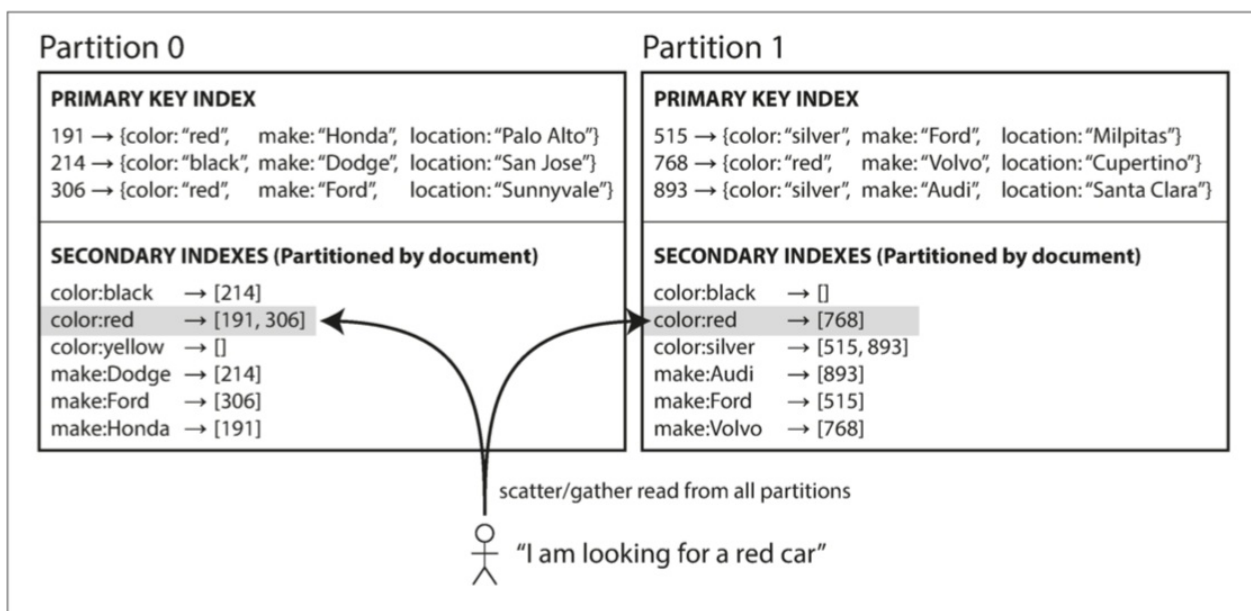 Partition 0
PRIMARY KEY INDEX
191 → {color: “red”, make: “Honda”, location: “Palo Alto”}
214 → {color: “black”, make: “Dodge”, location: “San Jose”}
306 → {color: “red”, make: “Ford”, location: “Sunnyvale”}
SECONDARY INDEXES (Partitioned by document)
color:black → [214]
color:red → [191, 306]
color:yellow → []
make:Dodge → [214]
make:Ford → [306]
make:Honda → [191]
Partition 1
PRIMARY KEY INDEX
515 → {color: “silver”, make: “Ford”, location: “Milpitas”}
768 → {color: “red”, make: “Volvo”, location: “Cupertino”}
893 → {color: “silver”, make: “Audi”, location: “Santa Clara”}
SECONDARY INDEXES (Partitioned by document)
color:black → []
color:red → [768]
color:silver → [515, 893]
make:Audi → [893]
make:Ford → [515]
make:Volvo → [768]
scatter/gather read from all partitions
“I am looking for a red car”